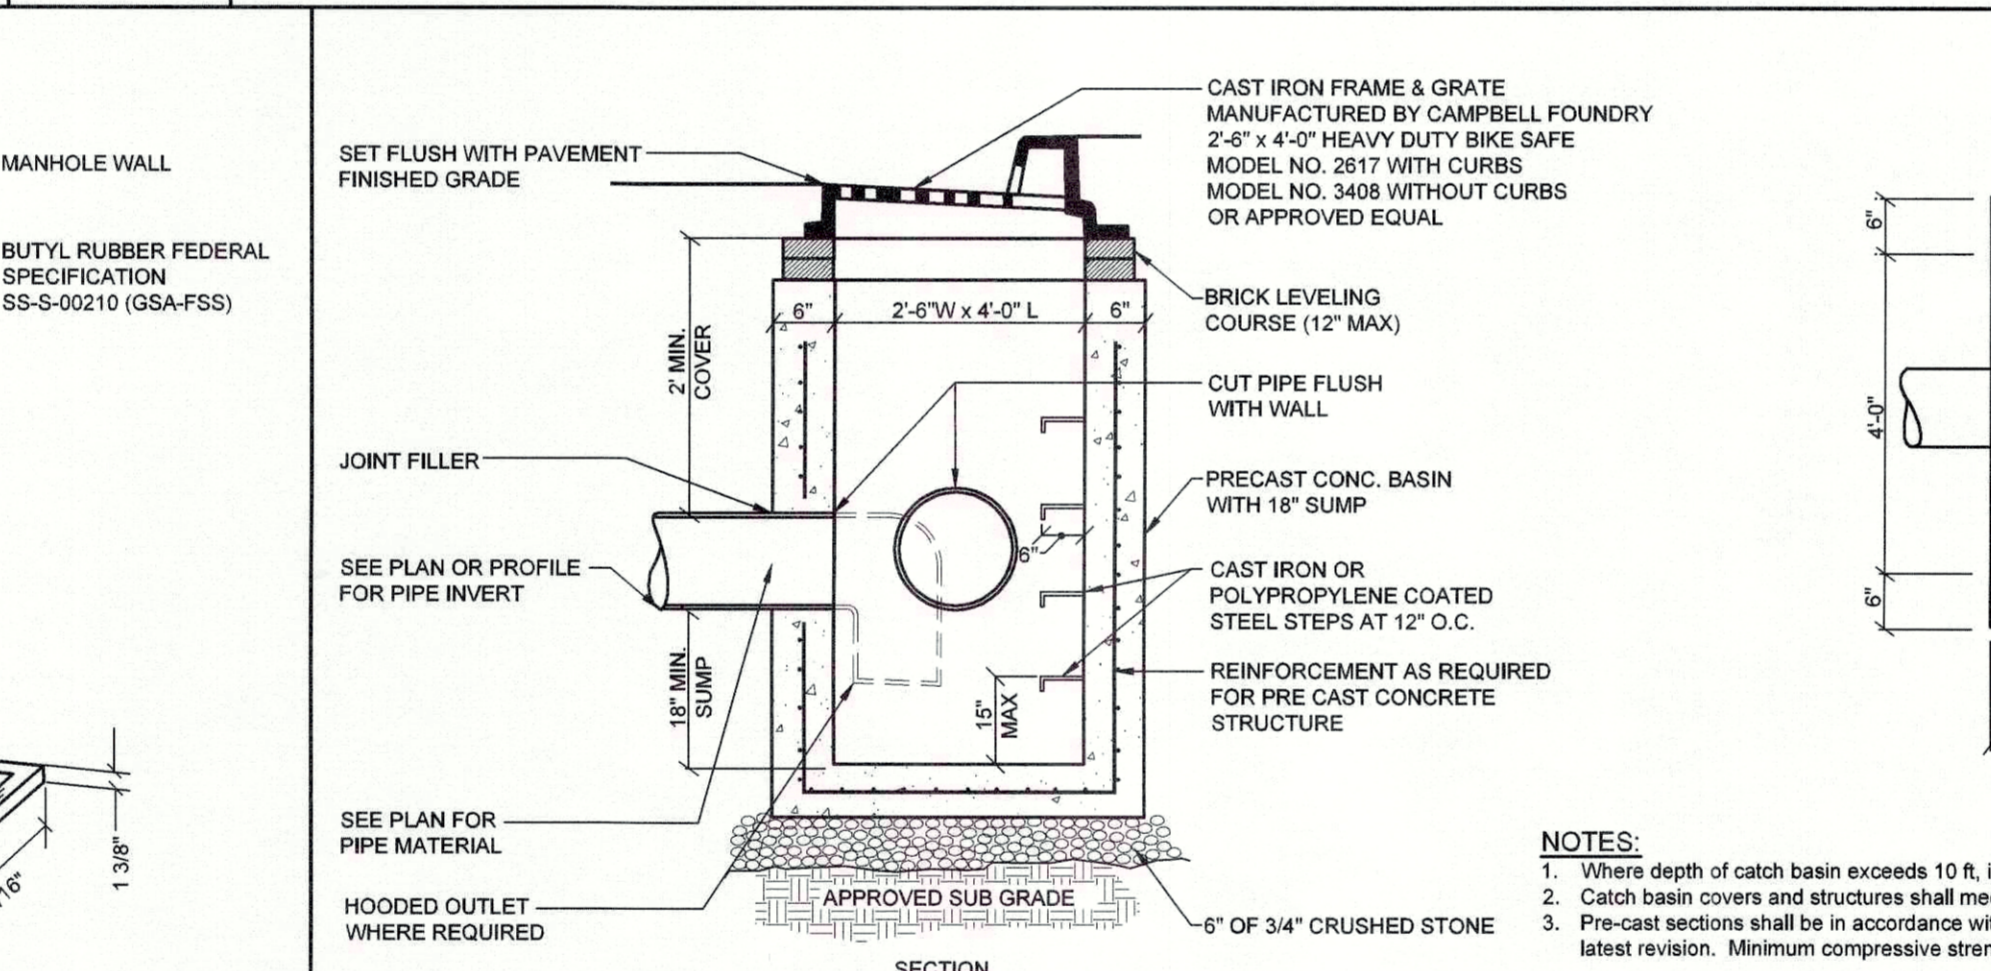 MANHOLE WALL
BUTYL RUBBER FEDERAL
SPECIFICATION
SS-S-00210 (GSA-FSS)
1 3/8"
SET FLUSH WITH PAVEMENT
FINISHED GRADE
CAST IRON FRAME & GRATE
MANUFACTURED BY CAMPBELL FOUNDRY
2'-6" x 4'-0" HEAVY DUTY BIKE SAFE
MODEL NO. 2617 WITH CURBS
MODEL NO. 3408 WITHOUT CURBS
OR APPROVED EQUAL
BRICK LEVELING
COURSE (12" MAX)
6"
2'-6"W x 4'-0" L
6"
2' MIN.
COVER
CUT PIPE FLUSH
WITH WALL
JOINT FILLER
PRECAST CONC. BASIN
WITH 18" SUMP
6"
SEE PLAN OR PROFILE
FOR PIPE INVERT
CAST IRON OR
POLYPROPYLENE COATED
STEEL STEPS AT 12" O.C.
18" MIN.
SUMP
15"
MAX
REINFORCEMENT AS REQUIRED
FOR PRE CAST CONCRETE
STRUCTURE
SEE PLAN FOR
PIPE MATERIAL
HOODED OUTLET
WHERE REQUIRED
APPROVED SUB GRADE
6" OF 3/4" CRUSHED STONE
SECTION
6"
4'-0"
6"
NOTES:
1. Where depth of catch basin exceeds 10 ft,
2. Catch basin covers and structures shall
3. Pre-cast sections shall be in accordance
latest revision. Minimum compressive